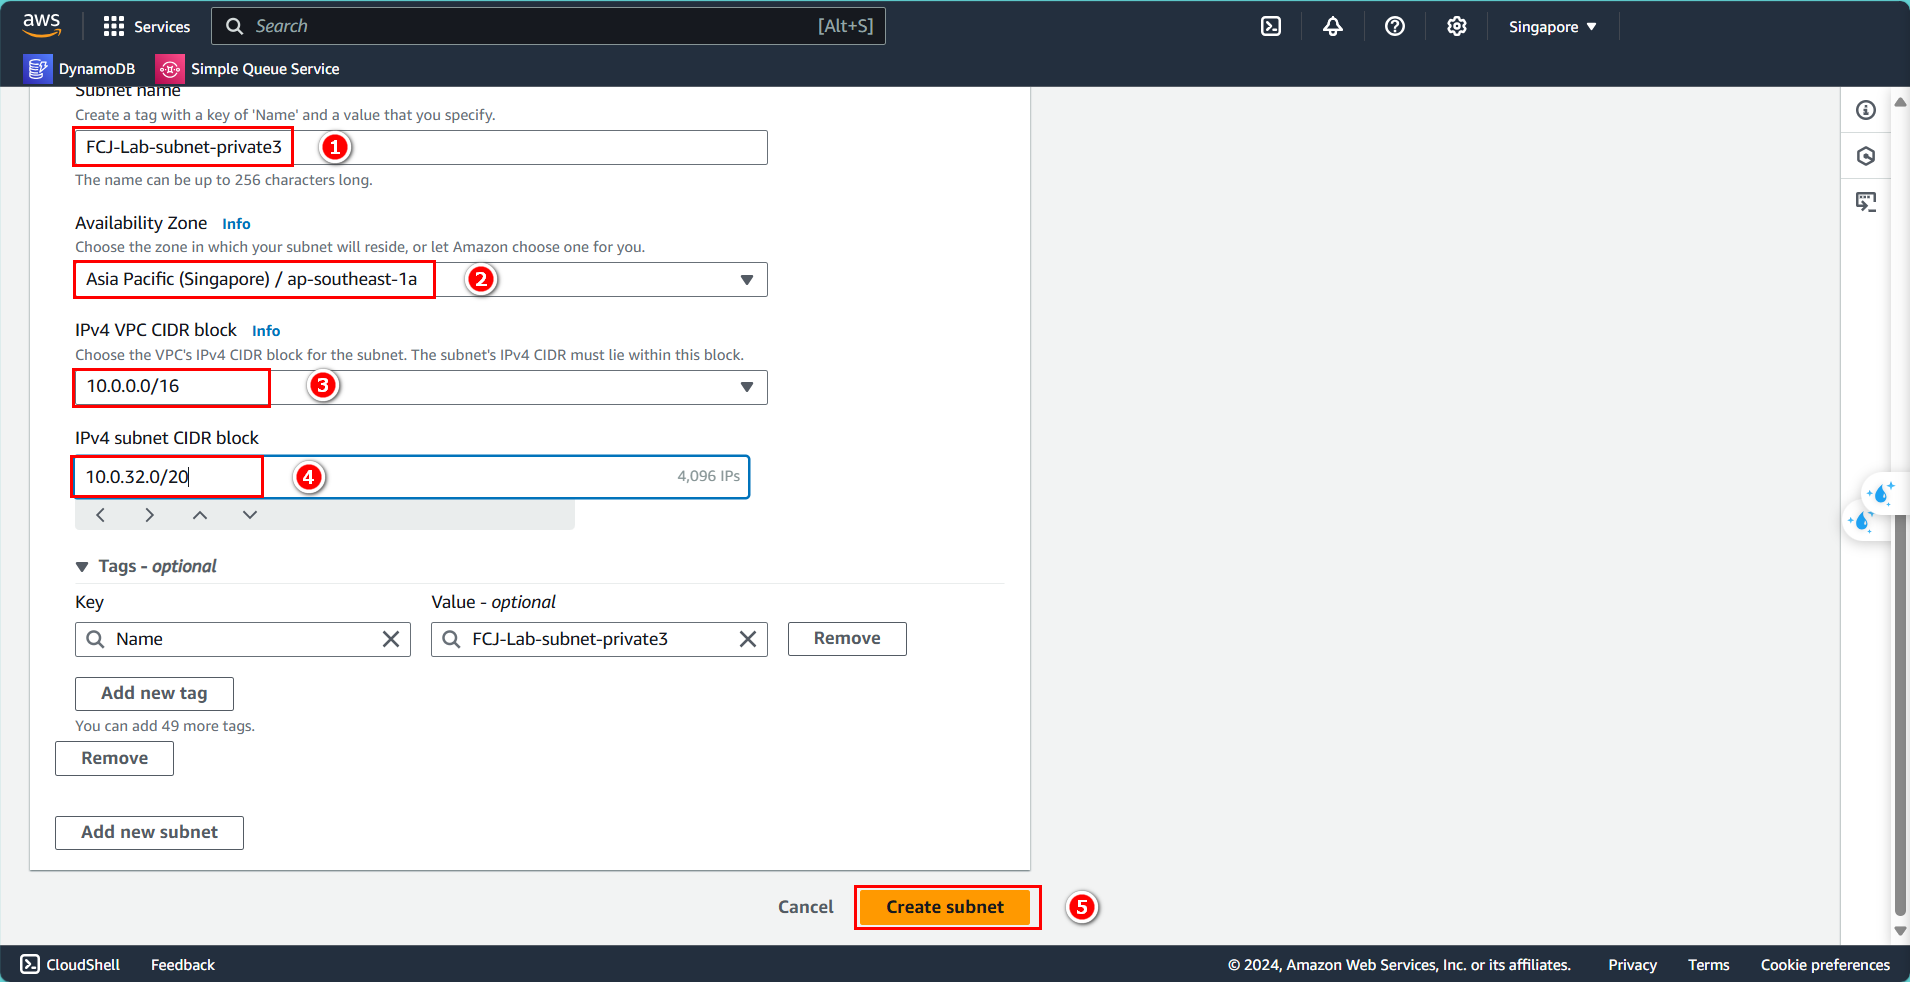 aws Services Search [Alt+S] Singapore
DynamoDB Simple Queue Service
Subnet name
Create a tag with a key of 'Name' and a value that you specify.
FCJ-Lab-subnet-private3 1
The name can be up to 256 characters long.
Availability Zone Info
Choose the zone in which your subnet will reside, or let Amazon choose one for you.
Asia Pacific (Singapore) / ap-southeast-1a 2
IPv4 VPC CIDR block Info
Choose the VPC's IPv4 CIDR block for the subnet. The subnet's IPv4 CIDR must lie within this block.
10.0.0.0/16 3
IPv4 subnet CIDR block
10.0.32.0/20 4 4,096 IPs
Tags - optional
Key Value - optional
Name FCJ-Lab-subnet-private3 Remove
Add new tag
You can add 49 more tags.
Remove
Add new subnet
Cancel Create subnet 5
CloudShell Feedback © 2024, Amazon Web Services, Inc. or its affiliates. Privacy Terms Cookie preferences